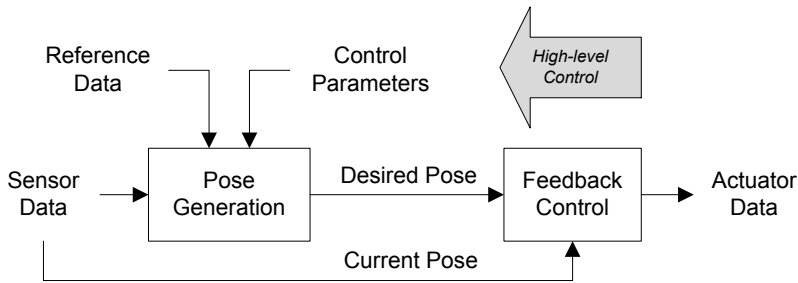 Reference
Data
Control
Parameters
High-level
Control
Sensor
Data
Pose
Generation
Desired Pose
Feedback
Control
Actuator
Data
Current Pose